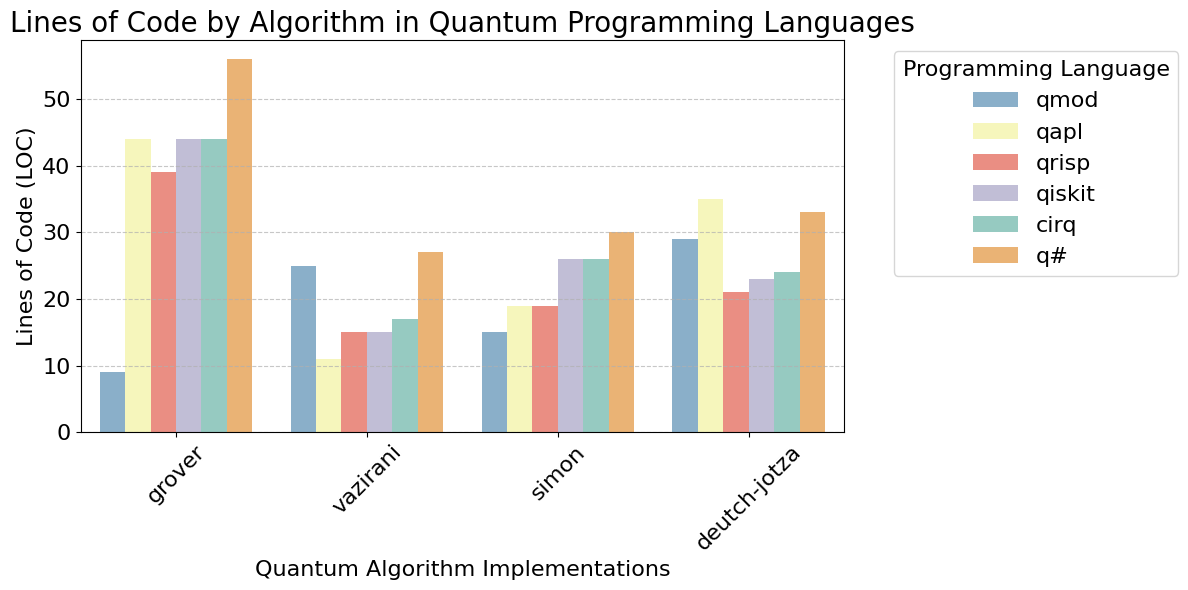 Lines of Code by Algorithm in Quantum Programming Languages
Lines of Code (LOC)
50
40
30
20
10
0
grover
vazirani
simon
deutch-jotza
Quantum Algorithm Implementations
Programming Language
qmod
qapl
qrisp
qiskit
cirq
q#